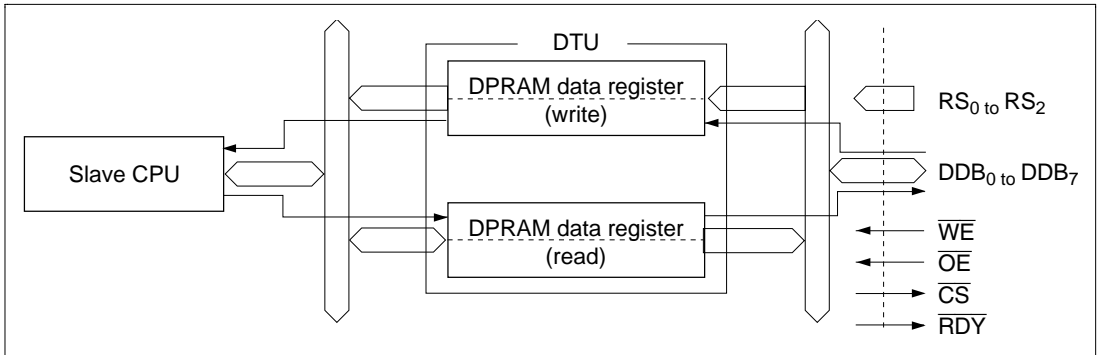 DTU
DPRAM data register
(write)
RS0 to RS2
Slave CPU
DDB0 to DDB7
DPRAM data register
(read)
WE
OE
CS
RDY